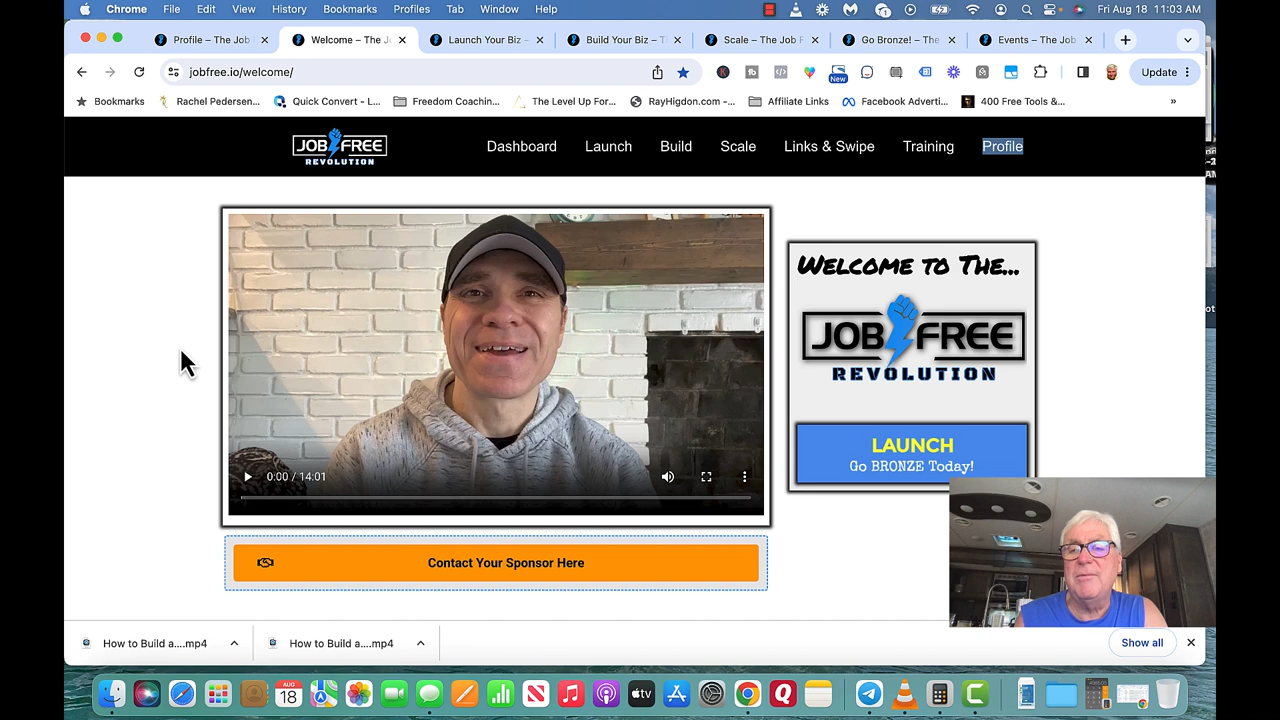 Chrome File Edit View History Bookmarks Profiles Tab Window Help Fri Aug 18 11:03 AM
Profile – The Job Welcome – The J Launch Your Biz – Build Your Biz – T Scale – The Job F Go Bronze! – The Events – The Job
jobfree.io/welcome/ New Update
Bookmarks Rachel Pedersen... Quick Convert - L... Freedom Coachin... The Level Up For... RayHigdon.com –... Affiliate Links Facebook Adverti... 400 Free Tools &... »
JOB FREE
REVOLUTION
Dashboard Launch Build Scale Links & Swipe Training Profile
WELCOME TO THE...
JOB FREE
REVOLUTION
LAUNCH
Go BRONZE Today!
0:00 / 14:01
Contact Your Sponsor Here
How to Build a....mp4 How to Build a....mp4 Show all
AUG
18
tv